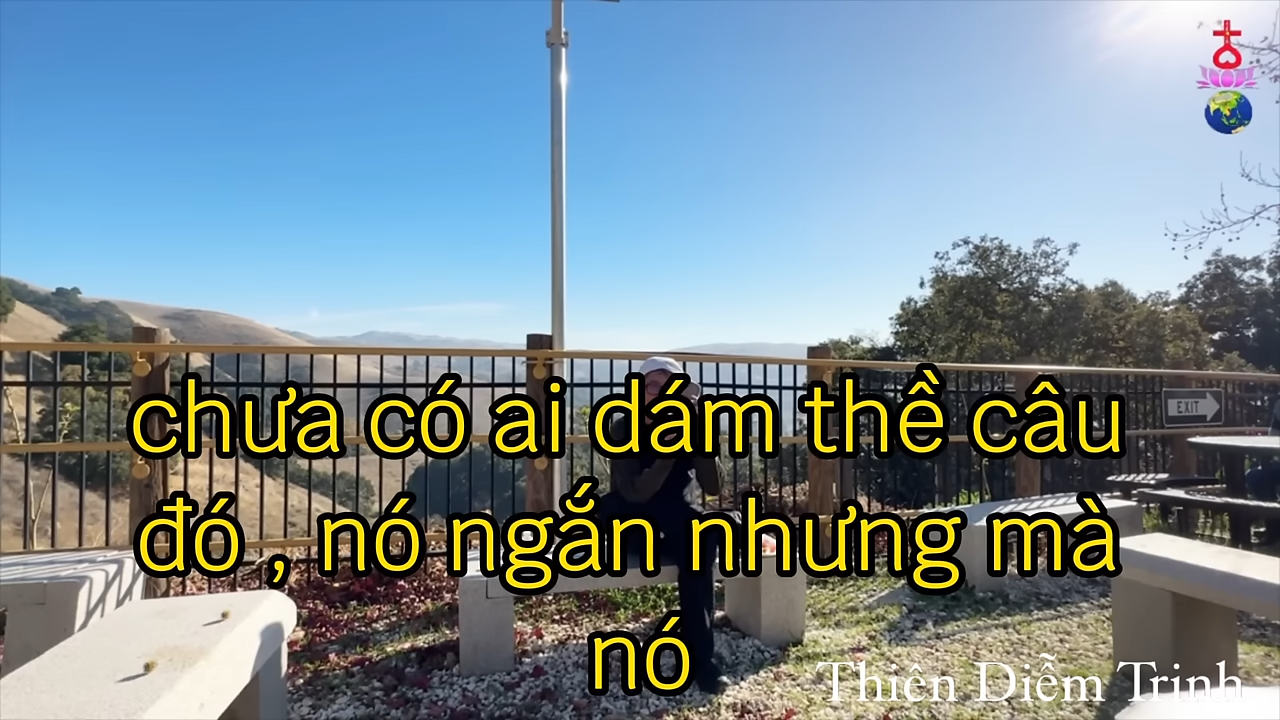 EXIT
chưa có ai dám thề câu
đó , nó ngắn nhưng mà
nó
Thiên Diễm Trinh